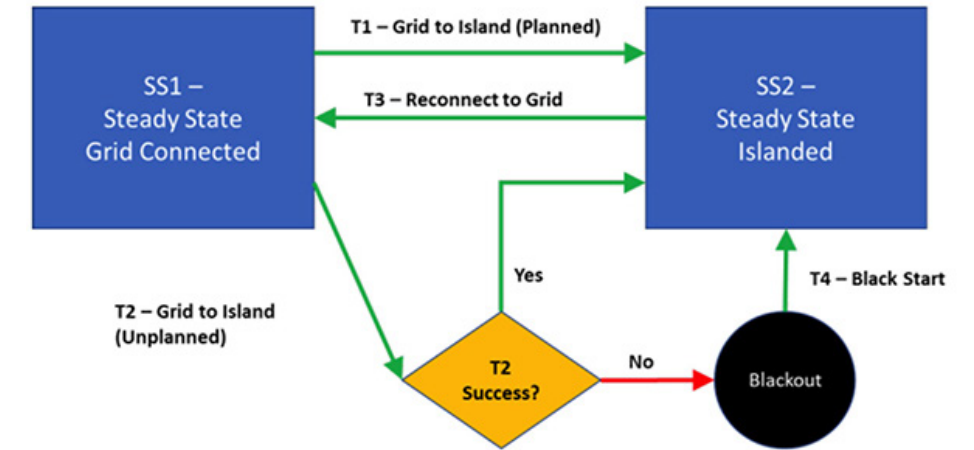 T1 – Grid to Island (Planned)
SS1 –
Steady State
Grid Connected
SS2 –
Steady State
Islanded
T3 – Reconnect to Grid
Yes
T4 – Black Start
T2 – Grid to Island
(Unplanned)
T2
Success?
No
Blackout